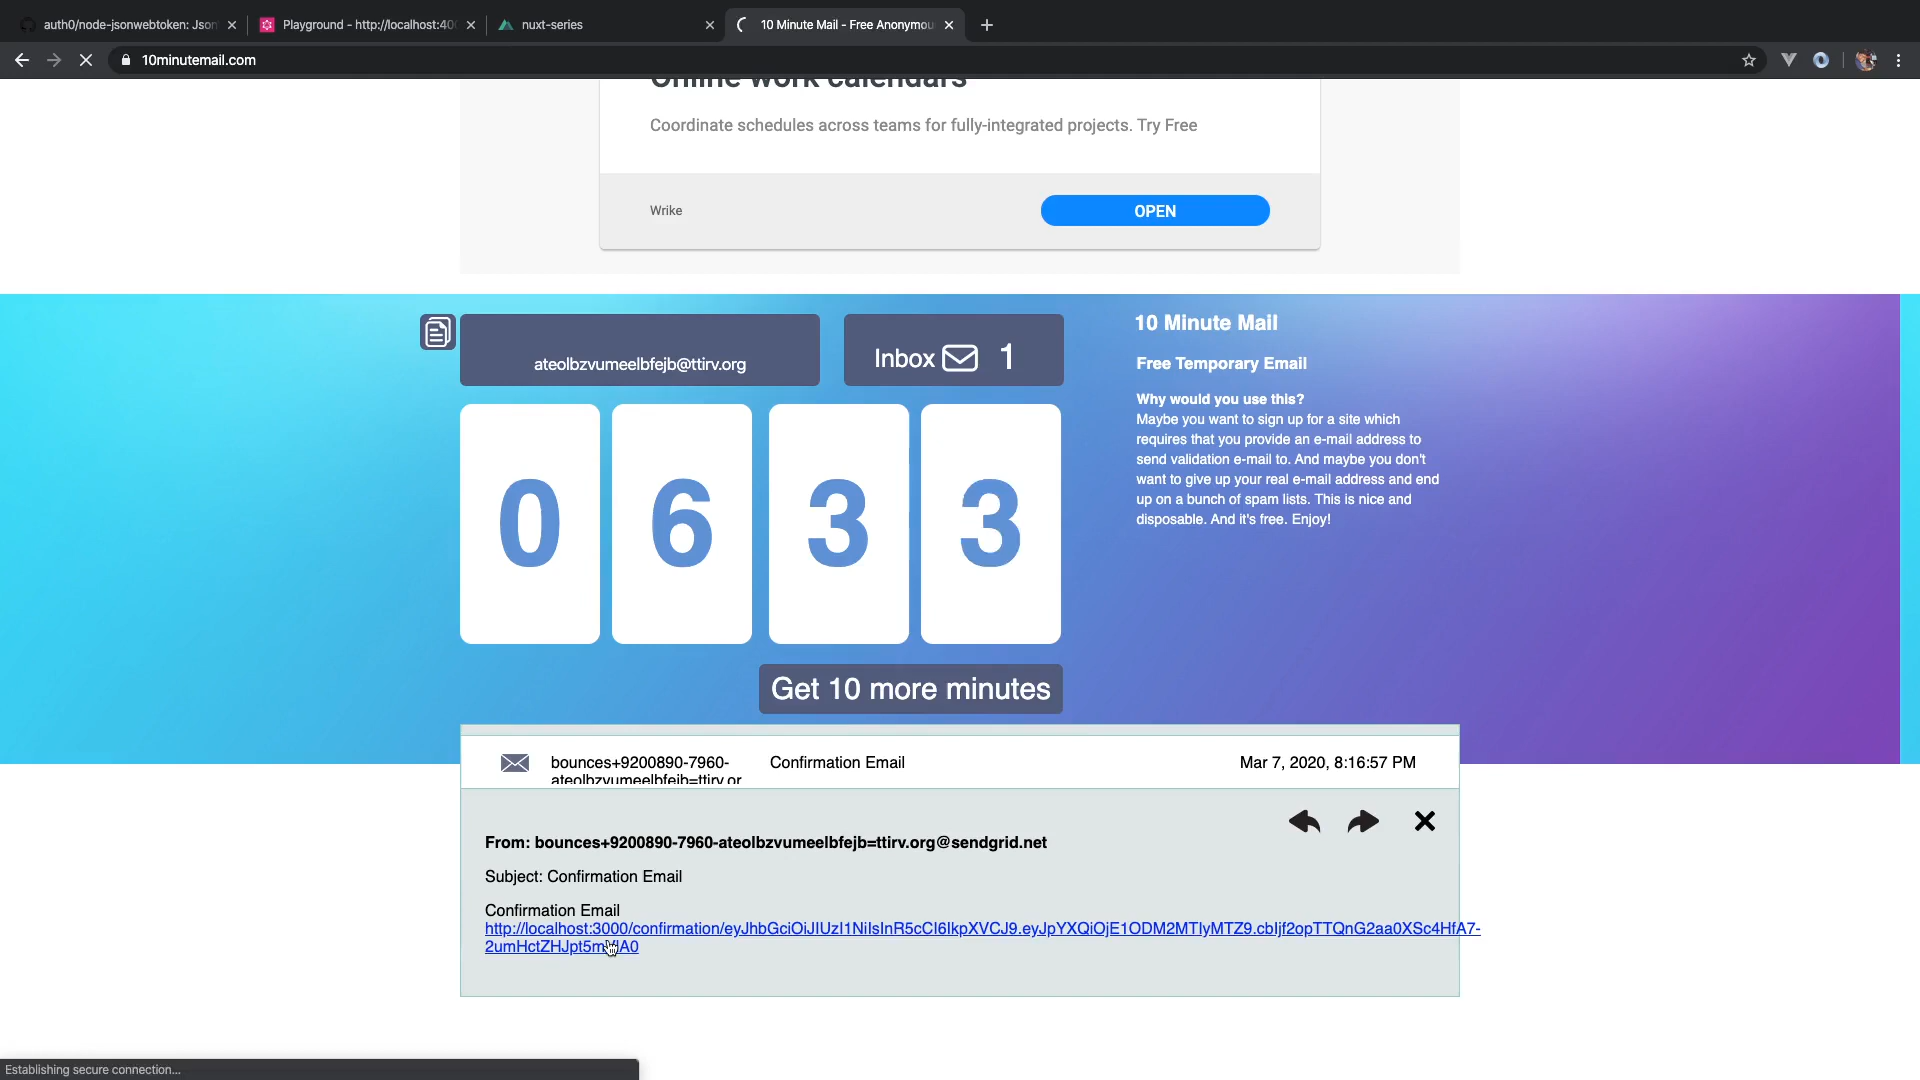 auth0/node-jsonwebtoken: Json
Playground - http://localhost:40
nuxt-series
10 Minute Mail - Free Anonymou
10minutemail.com
Online work calendars
Coordinate schedules across teams for fully-integrated projects. Try Free
Wrike
OPEN
ateolbzvumeelbfejb@ttirv.org
Inbox 1
0 6 3 3
Get 10 more minutes
10 Minute Mail
Free Temporary Email
Why would you use this?
Maybe you want to sign up for a site which
requires that you provide an e-mail address to
send validation e-mail to. And maybe you don't
want to give up your real e-mail address and end
up on a bunch of spam lists. This is nice and
disposable. And it's free. Enjoy!
bounces+9200890-7960-
ateolbzvumeelbfejb=ttirv.or
Confirmation Email
Mar 7, 2020, 8:16:57 PM
From: bounces+9200890-7960-ateolbzvumeelbfejb=ttirv.org@sendgrid.net
Subject: Confirmation Email
Confirmation Email
http://localhost:3000/confirmation/eyJhbGciOiJIUzI1NiIsInR5cCI6IkpXVCJ9.eyJpYXQiOjE1ODM2MTIyMTZ9.cbljf2opTTQnG2aa0XSc4HfA7-
Establishing secure connection...